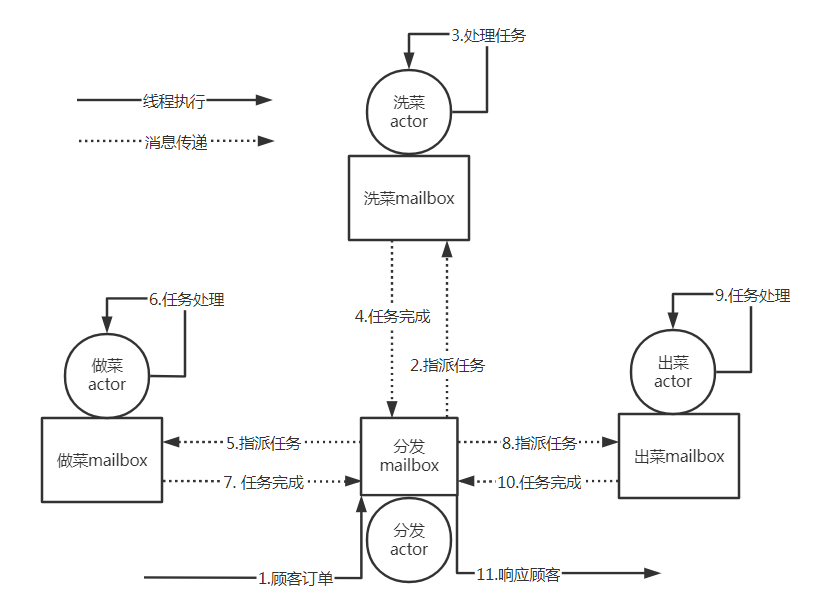 3.处理任务
线程执行
洗菜
actor
消息传递
洗菜mailbox
6.任务处理
9.任务处理
4.任务完成
2.指派任务
做菜
actor
出菜
actor
5.指派任务
分发
mailbox
8.指派任务
做菜mailbox
出菜mailbox
7. 任务完成
10.任务完成
分发
actor
1.顾客订单
11.响应顾客